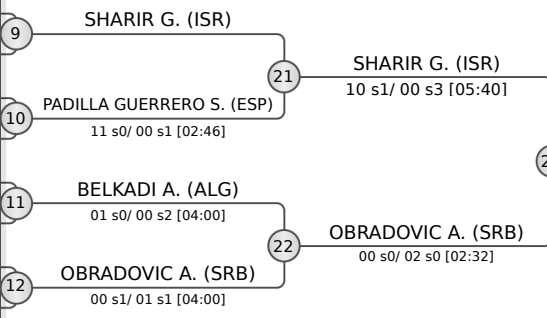 9
SHARIR G. (ISR)
21
SHARIR G. (ISR)
10 s1/ 00 s3 [05:40]
10
PADILLA GUERRERO S. (ESP)
11 s0/ 00 s1 [02:46]
11
BELKADI A. (ALG)
01 s0/ 00 s2 [04:00]
22
OBRADOVIC A. (SRB)
00 s0/ 02 s0 [02:32]
12
OBRADOVIC A. (SRB)
00 s1/ 01 s1 [04:00]